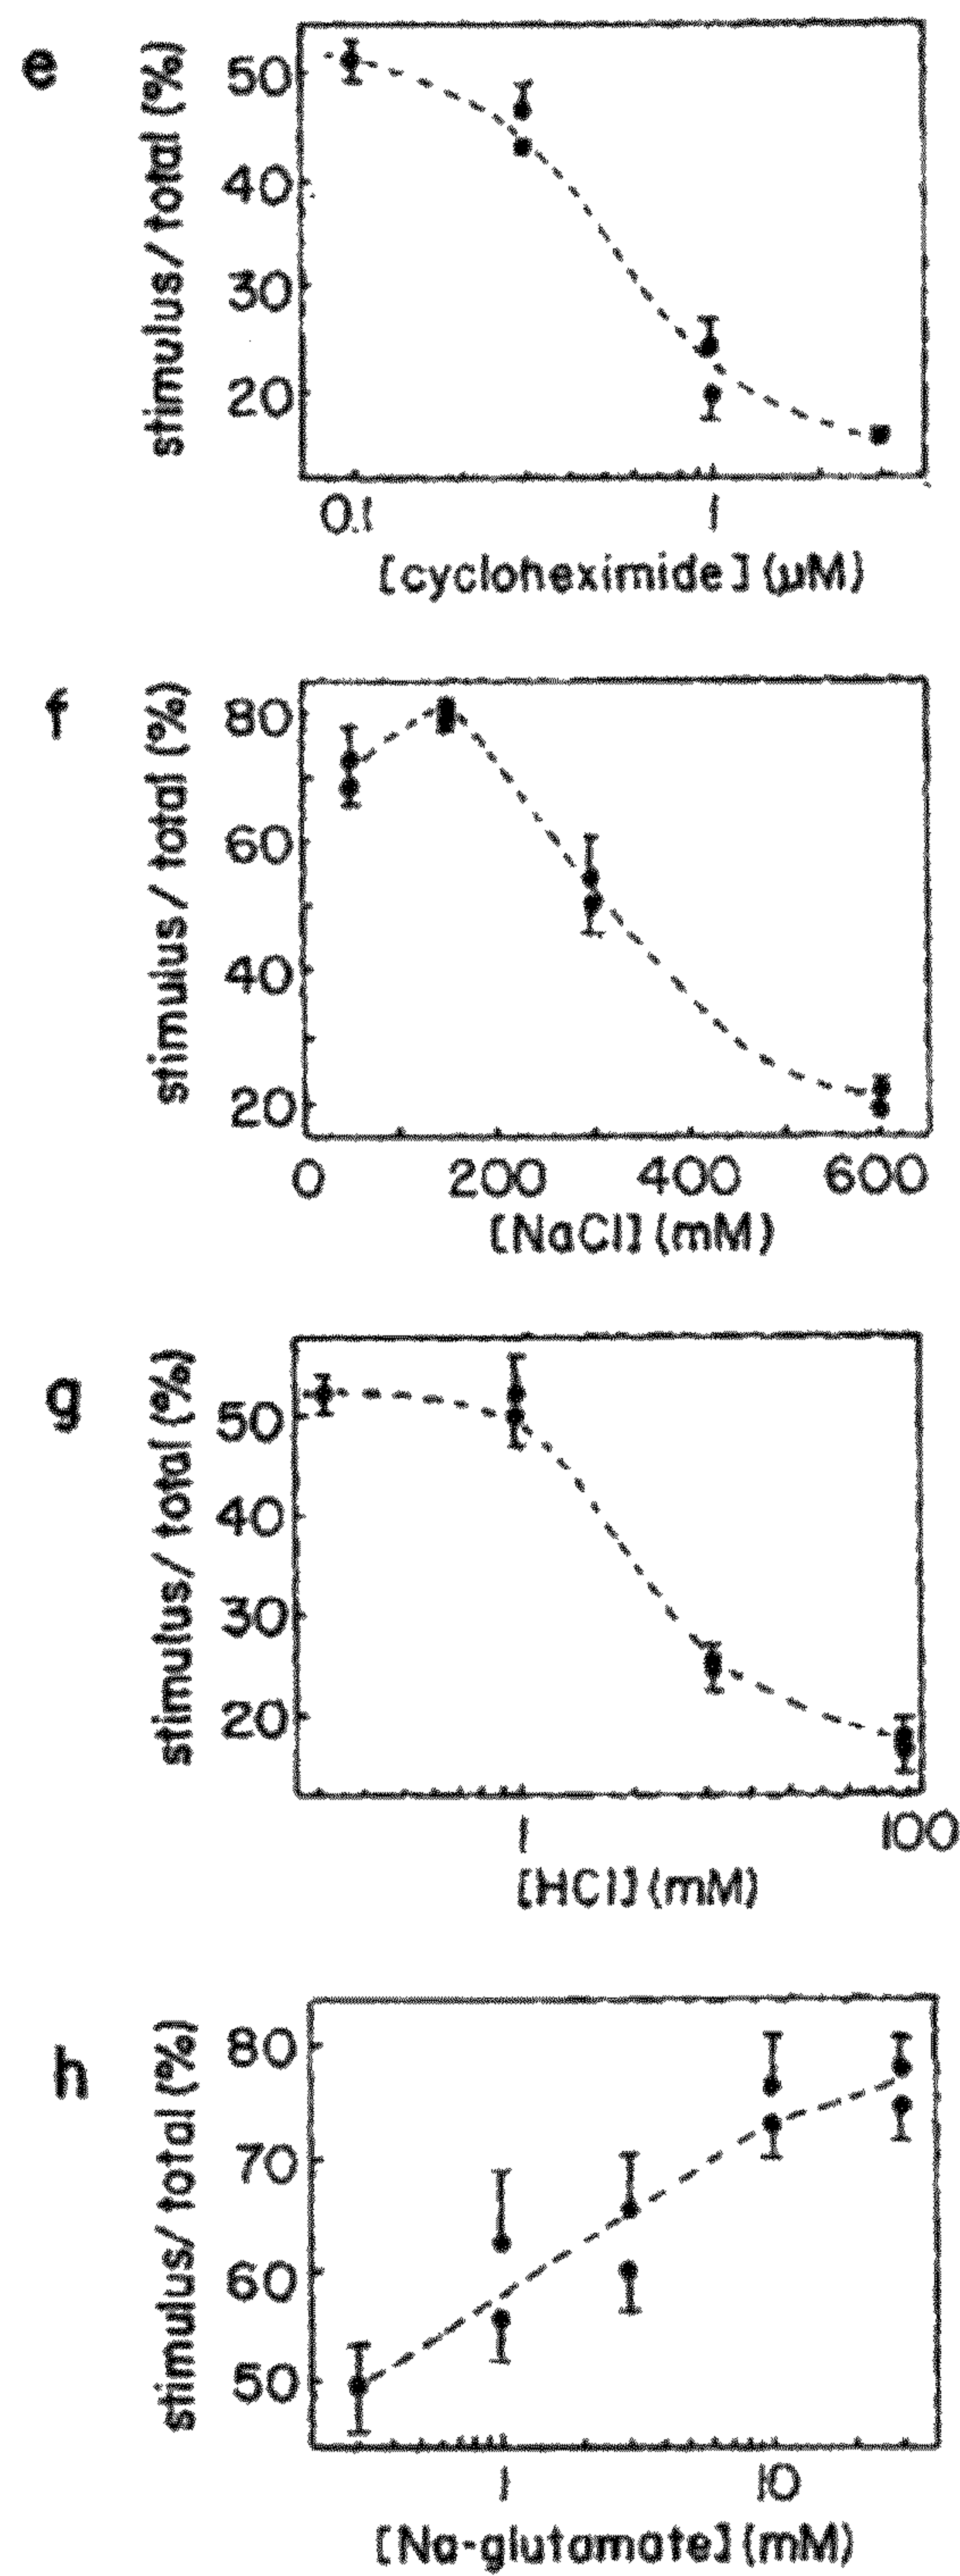 e
stimulus/total (%)
50
40
30
20
0.1 1
[cycloheximide] (µM)
f
stimulus/total (%)
80
60
40
20
0 200 400 600
[NaCl] (mM)
g
stimulus/total (%)
50
40
30
20
1 100
[HCl] (mM)
h
stimulus/total (%)
80
70
60
50
1 10
[Na-glutamate] (mM)